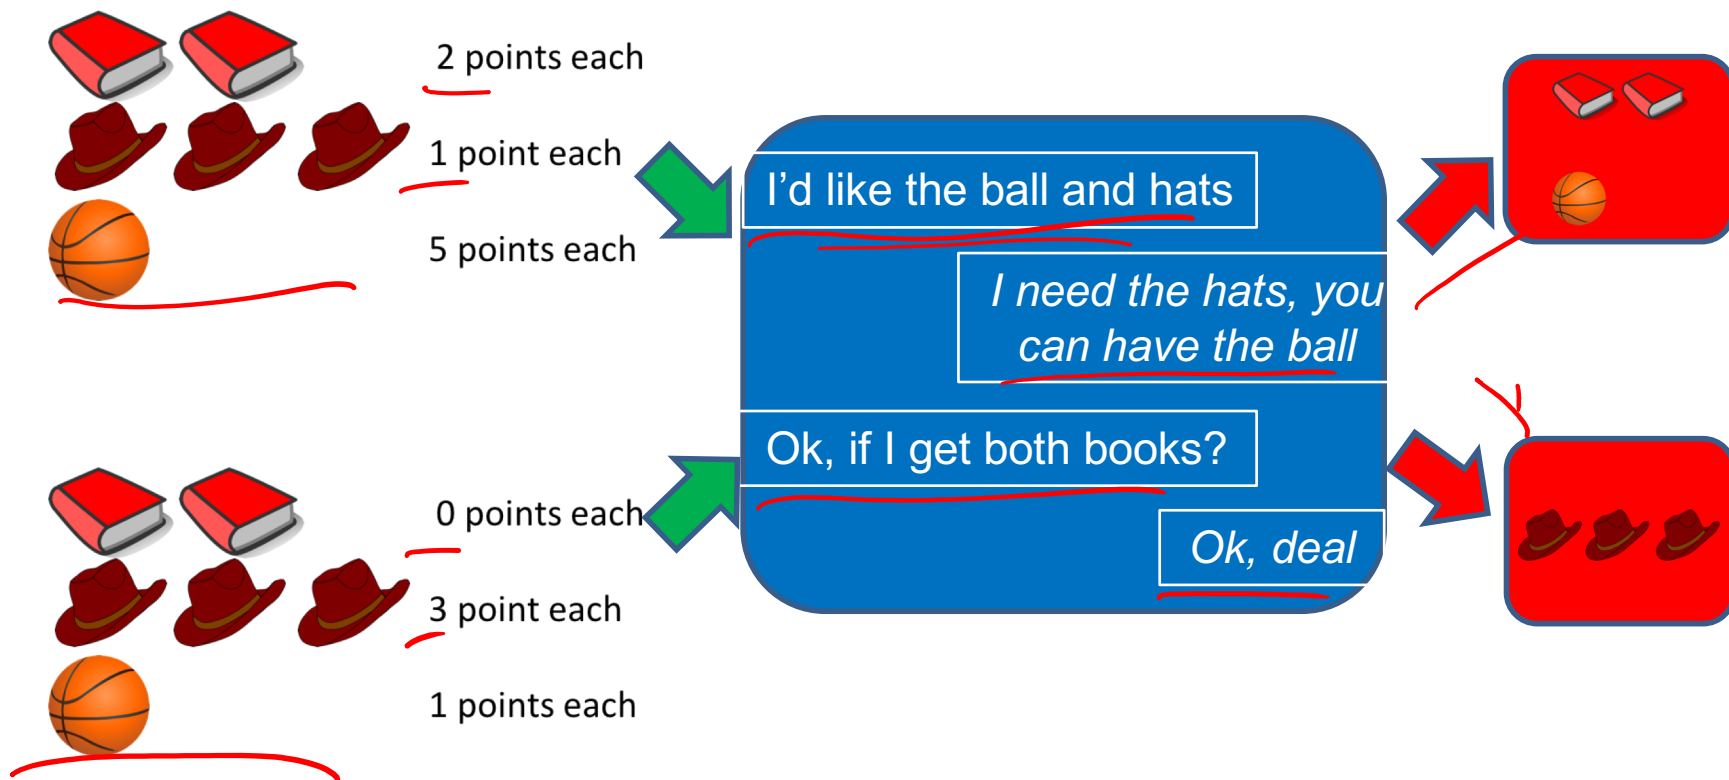 2 points each
1 point each
5 points each
I'd like the ball and hats
I need the hats, you
can have the ball
Ok, if I get both books?
Ok, deal
0 points each
3 point each
1 points each